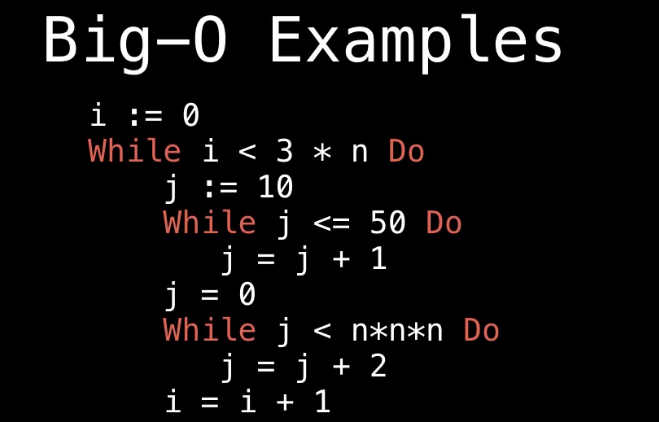 Big-O Examples
i := 0
While i < 3 * n Do
j := 10
While j <= 50 Do
j = j + 1
j = 0
While j < n*n*n Do
j = j + 2
i = i + 1